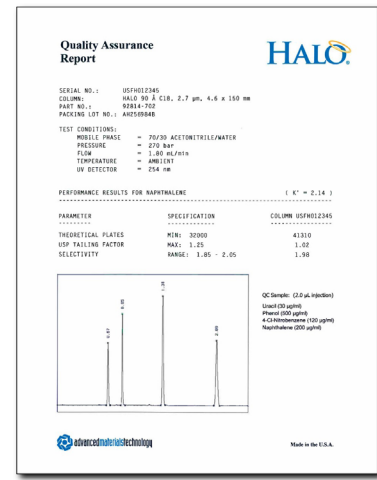 Quality Assurance
Report
HALO®
SERIAL NO.: USFH012345
COLUMN: HALO 90 Å C18, 2.7 µm, 4.6 x 150 mm
PART NO.: 92814-702
PACKING LOT NO.: AH256984B
TEST CONDITIONS:
MOBILE PHASE = 70/30 ACETONITRILE/WATER
PRESSURE = 270 bar
FLOW = 1.80 mL/min
TEMPERATURE = AMBIENT
UV DETECTOR = 254 nm
PERFORMANCE RESULTS FOR NAPHTHALENE ( K' = 2.14 )
PARAMETER SPECIFICATION COLUMN USFH012345
THEORETICAL PLATES MIN: 32000 41310
USP TAILING FACTOR MAX: 1.25 1.02
SELECTIVITY RANGE: 1.85 - 2.05 1.98
QC Sample: (2.0 µL injection)
Uracil (30 µg/ml)
Phenol (500 µg/ml)
4-Cl-Nitrobenzene (120 µg/ml)
Naphthalene (200 µg/ml)
advancedmaterialstechnology
Made in the U.S.A.